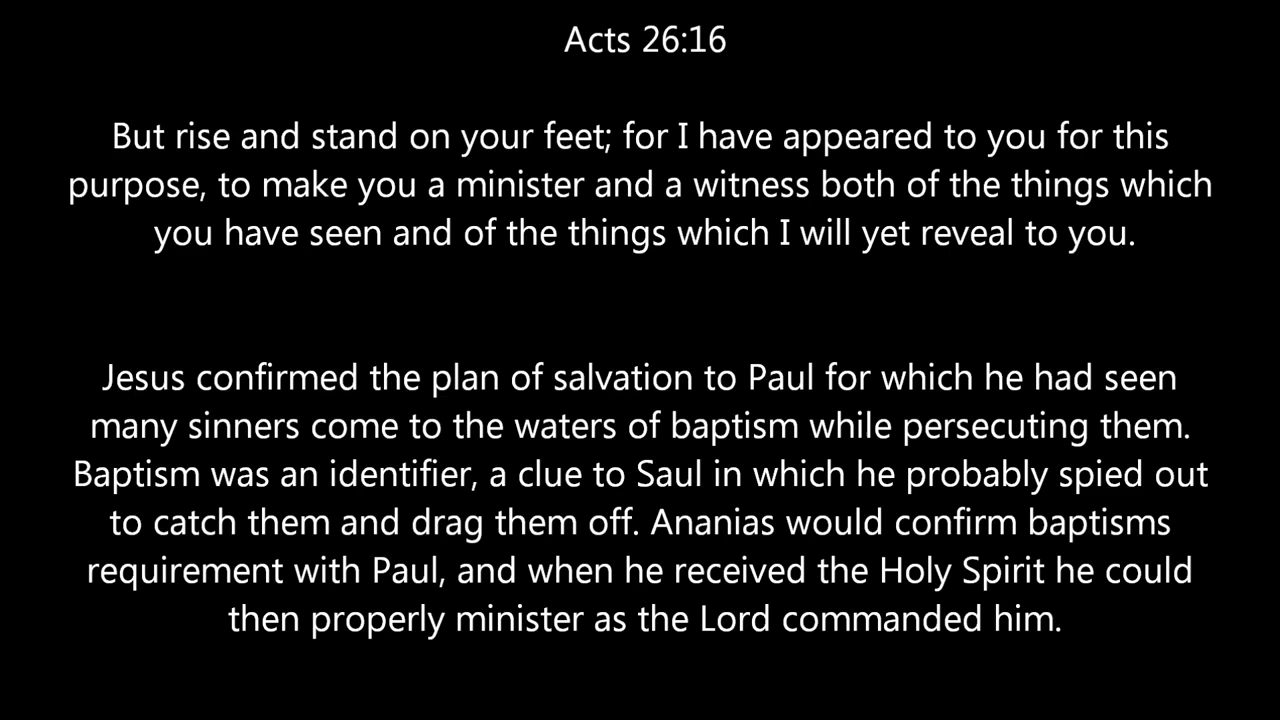 Acts 26:16
But rise and stand on your feet; for I have appeared to you for this
purpose, to make you a minister and a witness both of the things which
you have seen and of the things which I will yet reveal to you.
Jesus confirmed the plan of salvation to Paul for which he had seen
many sinners come to the waters of baptism while persecuting them.
Baptism was an identifier, a clue to Saul in which he probably spied out
to catch them and drag them off. Ananias would confirm baptisms
requirement with Paul, and when he received the Holy Spirit he could
then properly minister as the Lord commanded him.